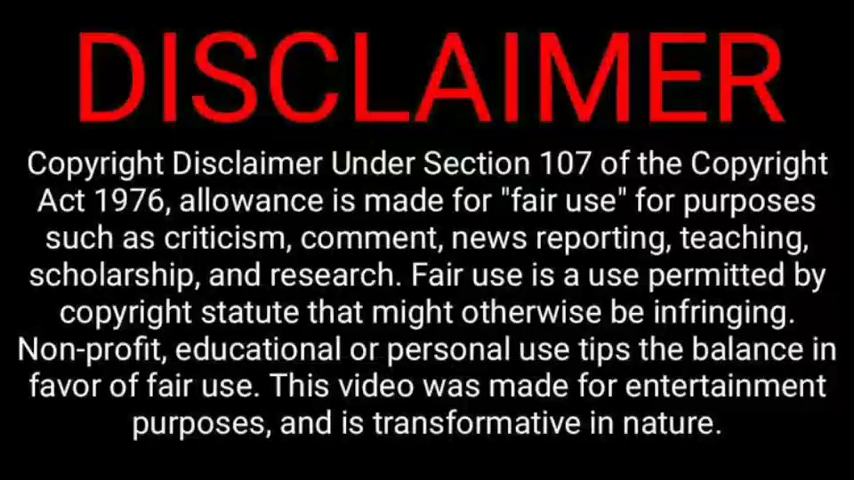 DISCLAIMER
Copyright Disclaimer Under Section 107 of the Copyright
Act 1976, allowance is made for "fair use" for purposes
such as criticism, comment, news reporting, teaching,
scholarship, and research. Fair use is a use permitted by
copyright statute that might otherwise be infringing.
Non-profit, educational or personal use tips the balance in
favor of fair use. This video was made for entertainment
purposes, and is transformative in nature.